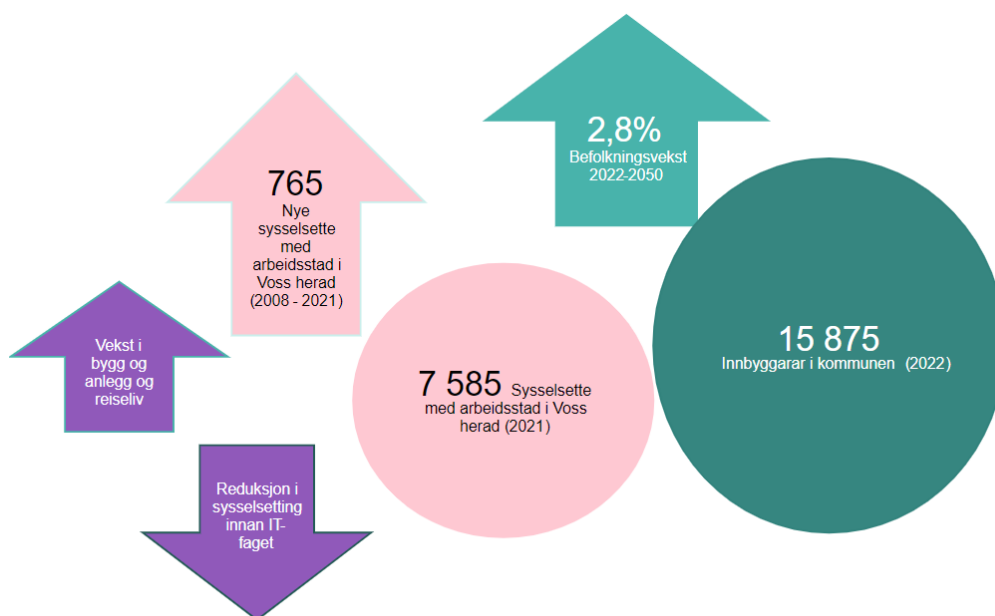 2,8%
Befolkningsvekst
2022-2050
765
Nye
sysselsette
med
arbeidsstad i
Voss herad
(2008 - 2021)
Vekst i
bygg og
anlegg og
reiseliv
7 585 Sysselsette
med arbeidsstad i Voss
herad (2021)
15 875
Innbyggarar i kommunen (2022)
Reduksjon i
sysselsetting
innan IT-
faget